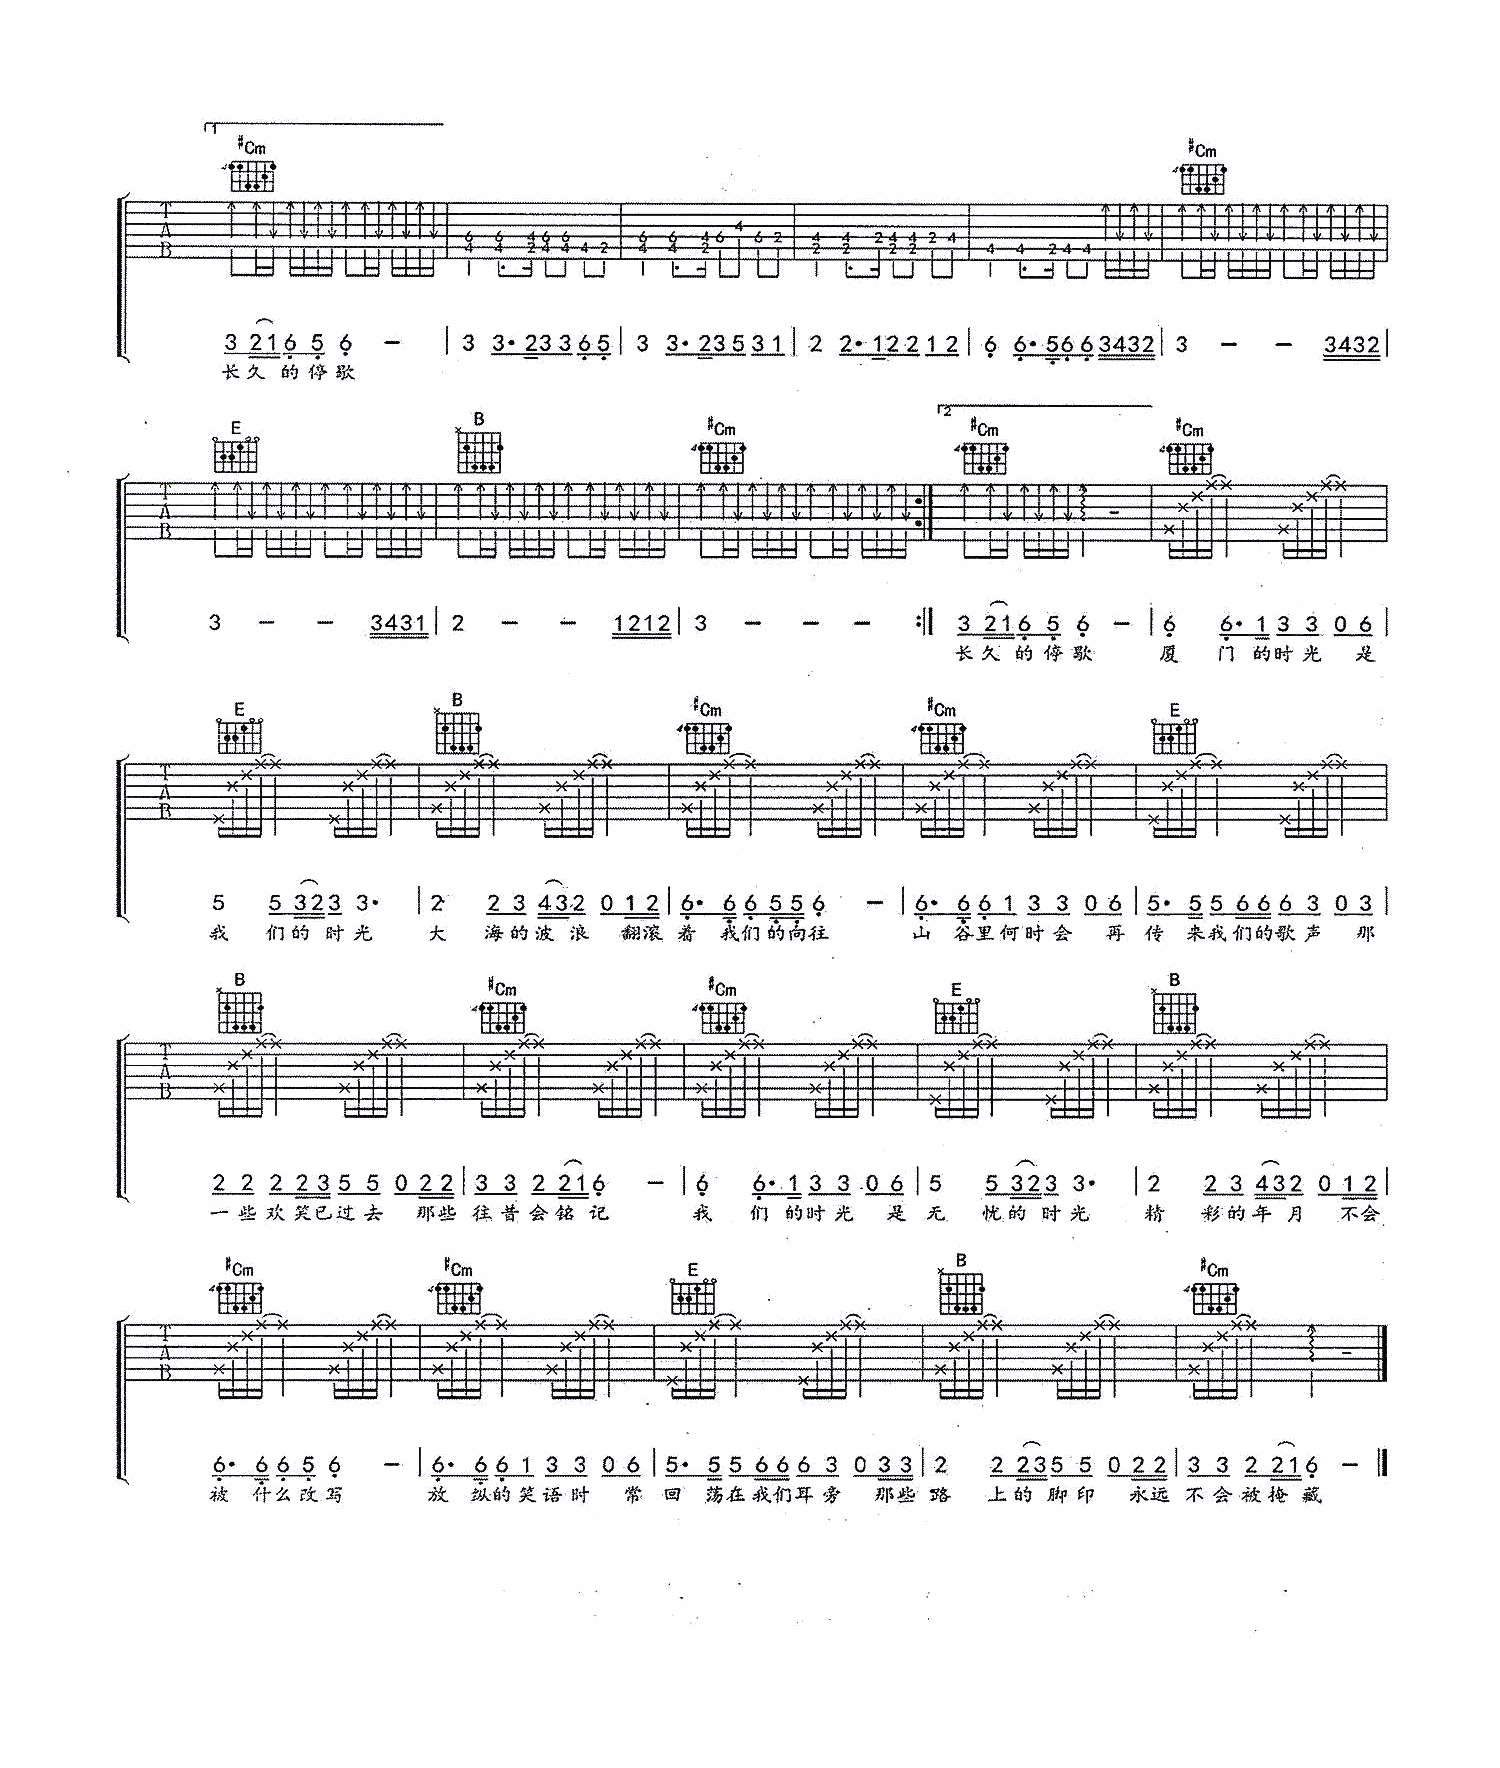 1
#Cm #Cm
T A B 6 4 6 4 4 2 6 4 6 4 4 2 6 4 6 4 4 2 6 4 6 2 4 2 4 2 2 4 2 4 2 2 4 4 4 2 4 4
3 21 6 5 6 — | 3 3· 23 3 6 5 | 3 3· 23 5 3 1 | 2 2· 12 2 1 2 | 6 6· 5 6 6 3432 | 3 — — 3432 |
长久的停歌
E B #Cm 2 #Cm #Cm
T A B
3 — — 3431 | 2 — — 1212 | 3 — — — :‖ 3 21 6 5 6 — | 6 6· 1 3 3 0 6 |
长久的停歌 厦 门的时光 是
E B #Cm #Cm E
T A B
5 5 32 3 3· | 2 2 3 43 2 0 12 | 6· 6 6 5 5 6 — | 6· 6 6 1 3 3 0 6 | 5· 5 5 6 6 6 3 0 3 |
我 们的时光 大 海的波浪 翻滚着 我们的向往 山 谷里何时会 再传 来我们的歌声 那
B #Cm #Cm E B
T A B
2 2 2 2 3 5 5 0 22 | 3 3 2 21 6 — | 6 6· 1 3 3 0 6 | 5 5 32 3 3· | 2 2 3 43 2 0 12 |
一些欢笑已过去 那些往昔会铭记 我 们的时光 是无 忧的时光 精 彩的年月 不会
#Cm #Cm E B #Cm
T A B
6· 6 6 5 6 — | 6· 6 6 1 3 3 0 6 | 5· 5 5 6 6 6 3 0 33 | 2 2 23 5 5 0 22 | 3 3 2 21 6 — ‖
被 什么改写 放 纵的笑语时 常回 荡在我们耳旁 那些路 上的脚印 永远不会被掩藏